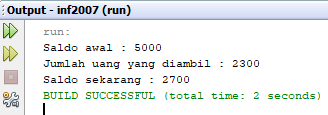 Output - inf2007 (run)
run:
Saldo awal : 5000
Jumlah uang yang diambil : 2300
Saldo sekarang : 2700
BUILD SUCCESSFUL (total time: 2 seconds)